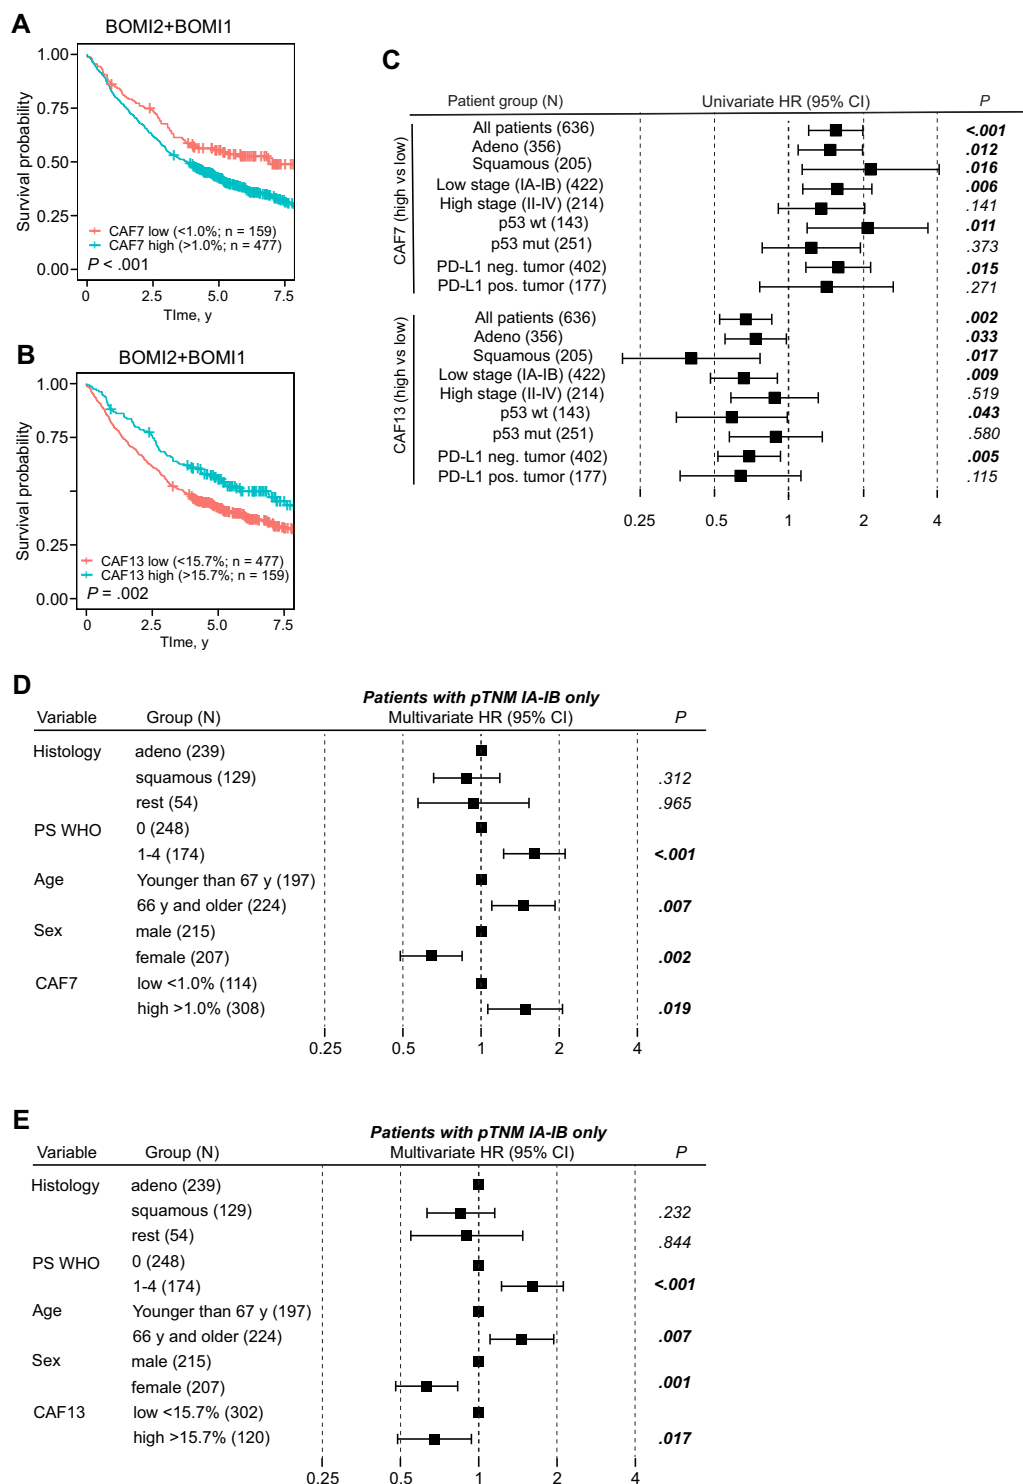 A
BOMI2+BOMI1
Survival probability
1.00
0.75
0.50
0.25
0.00
CAF7 low (<1.0%; n = 159)
CAF7 high (>1.0%; n = 477)
P < .001
0 2.5 5.0 7.5
TIme, y
B
BOMI2+BOMI1
Survival probability
1.00
0.75
0.25
0.00
CAF13 low (<15.7%; n = 477)
CAF13 high (>15.7%; n = 159)
P = .002
0 2.5 5.0 7.5
TIme, y
C
Patient group (N) Univariate HR (95% CI) P
CAF7 (high vs low)
All patients (636) <.001
Adeno (356) .012
Squamous (205) .016
Low stage (IA-IB) (422) .006
High stage (II-IV) (214) .141
p53 wt (143) .011
p53 mut (251) .373
PD-L1 neg. tumor (402) .015
PD-L1 pos. tumor (177) .271
CAF13 (high vs low)
All patients (636) .002
Adeno (356) .033
Squamous (205) .017
Low stage (IA-IB) (422) .009
High stage (II-IV) (214) .519
p53 wt (143) .043
p53 mut (251) .580
PD-L1 neg. tumor (402) .005
PD-L1 pos. tumor (177) .115
0.25 0.5 1 2 4
D
Patients with pTNM IA-IB only
Variable Group (N) Multivariate HR (95% CI) P
Histology adeno (239)
squamous (129) .312
rest (54) .965
PS WHO 0 (248)
1-4 (174) <.001
Age Younger than 67 y (197)
66 y and older (224) .007
Sex male (215)
female (207) .002
CAF7 low <1.0% (114)
high >1.0% (308) .019
0.25 0.5 1 2 4
E
Patients with pTNM IA-IB only
Variable Group (N) Multivariate HR (95% CI) P
Histology adeno (239)
squamous (129) .232
rest (54) .844
PS WHO 0 (248)
1-4 (174) <.001
Age Younger than 67 y (197)
66 y and older (224) .007
Sex male (215)
female (207) .001
CAF13 low <15.7% (302)
high >15.7% (120) .017
0.25 0.5 1 2 4